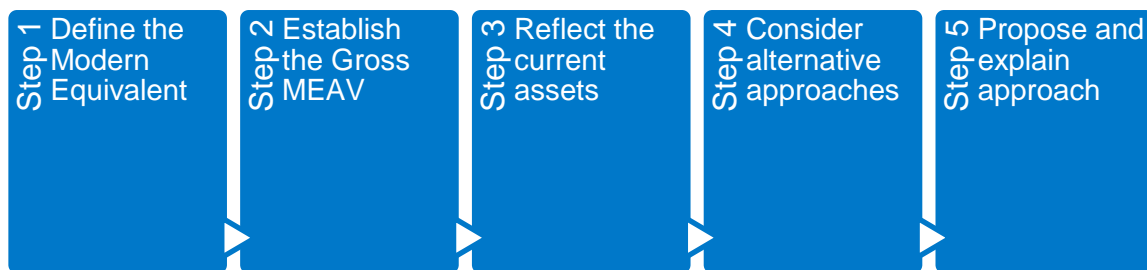 Step 1
Define the
Modern
Equivalent
Step 2
Establish
the Gross
MEAV
Step 3
Reflect the
current
assets
Step 4
Consider
alternative
approaches
Step 5
Propose and
explain
approach